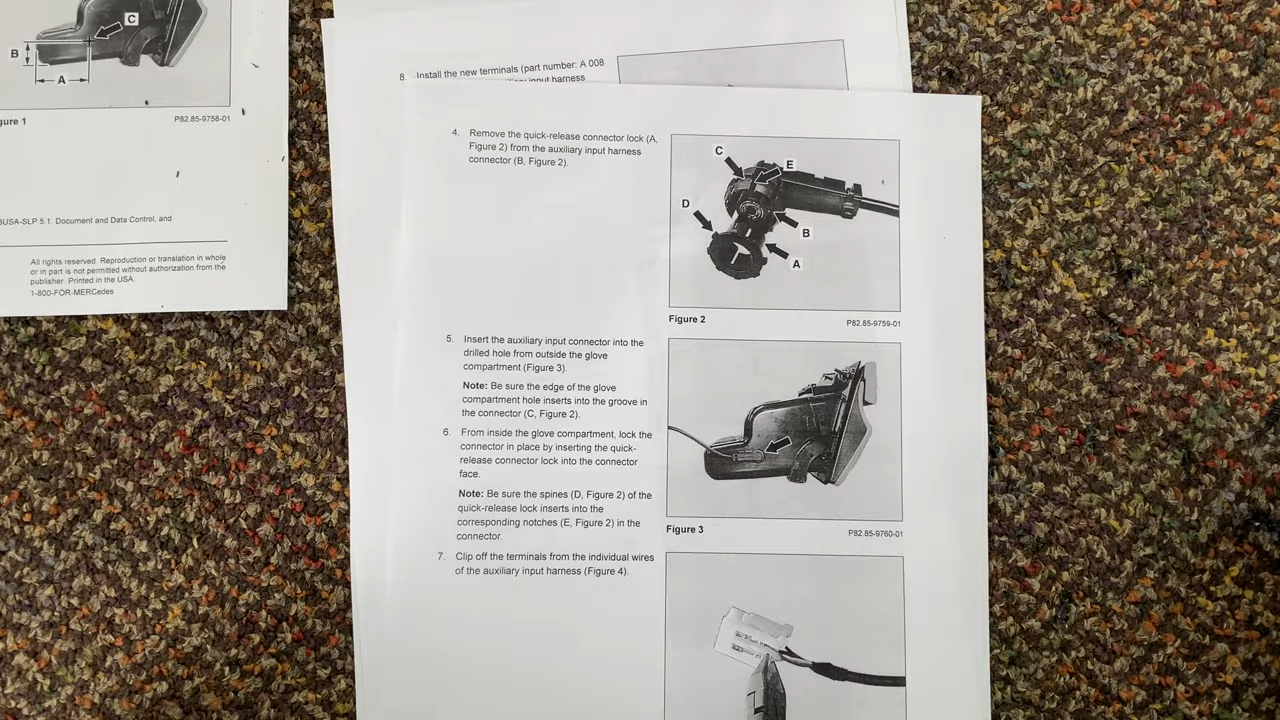 C
B
A
gure 1
P82.85-9758-01
BUSA-SLP 5.1. Document and Data Control, and
All rights reserved. Reproduction or translation in whole
or in part is not permitted without authorization from the
publisher. Printed in the USA.
1-800-FOR-MERCedes
8. Install the new terminals (part number: A 008
input harness
4. Remove the quick-release connector lock (A,
Figure 2) from the auxiliary input harness
connector (B, Figure 2).
C
E
D
B
A
Figure 2
P82.85-9759-01
5. Insert the auxiliary input connector into the
drilled hole from outside the glove
compartment (Figure 3).
Note: Be sure the edge of the glove
compartment hole inserts into the groove in
the connector (C, Figure 2).
6. From inside the glove compartment, lock the
connector in place by inserting the quick-
release connector lock into the connector
face.
Note: Be sure the spines (D, Figure 2) of the
quick-release lock inserts into the
corresponding notches (E, Figure 2) in the
connector.
Figure 3
P82.85-9760-01
7. Clip off the terminals from the individual wires
of the auxiliary input harness (Figure 4).